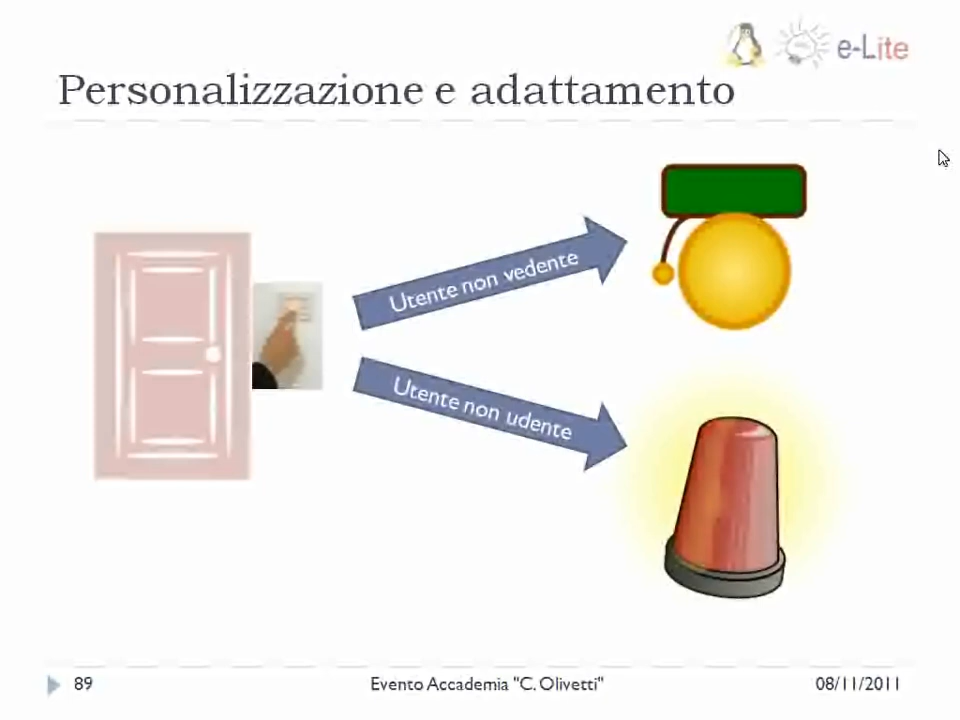 e-Lite
Personalizzazione e adattamento
Utente non vedente
Utente non udente
89
Evento Accademia "C. Olivetti"
08/11/2011